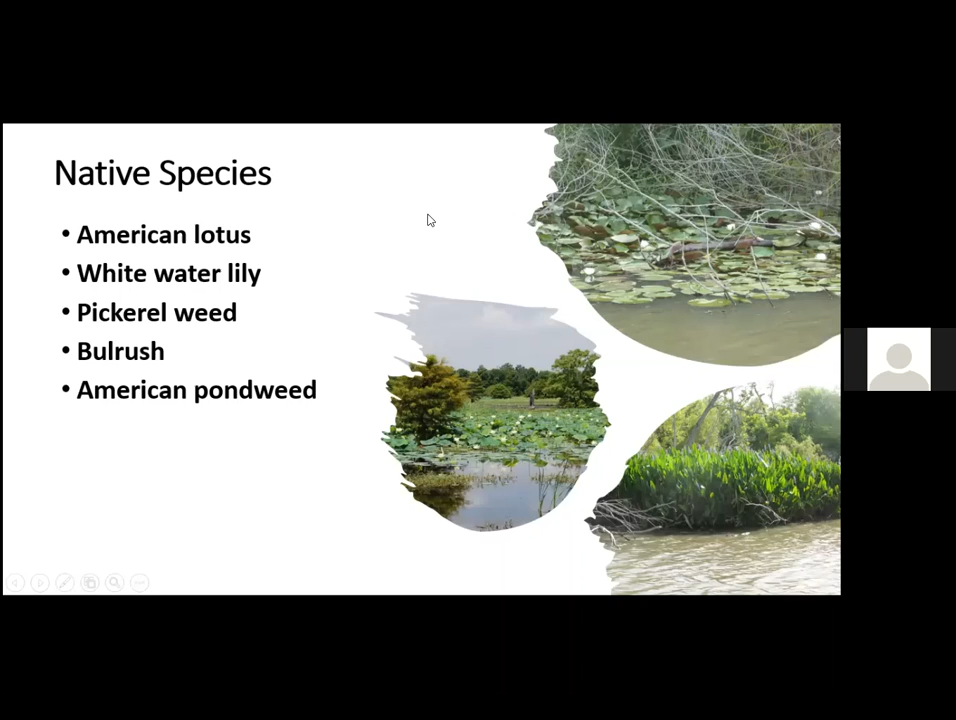 Native Species
• American lotus
• White water lily
• Pickerel weed
• Bulrush
• American pondweed